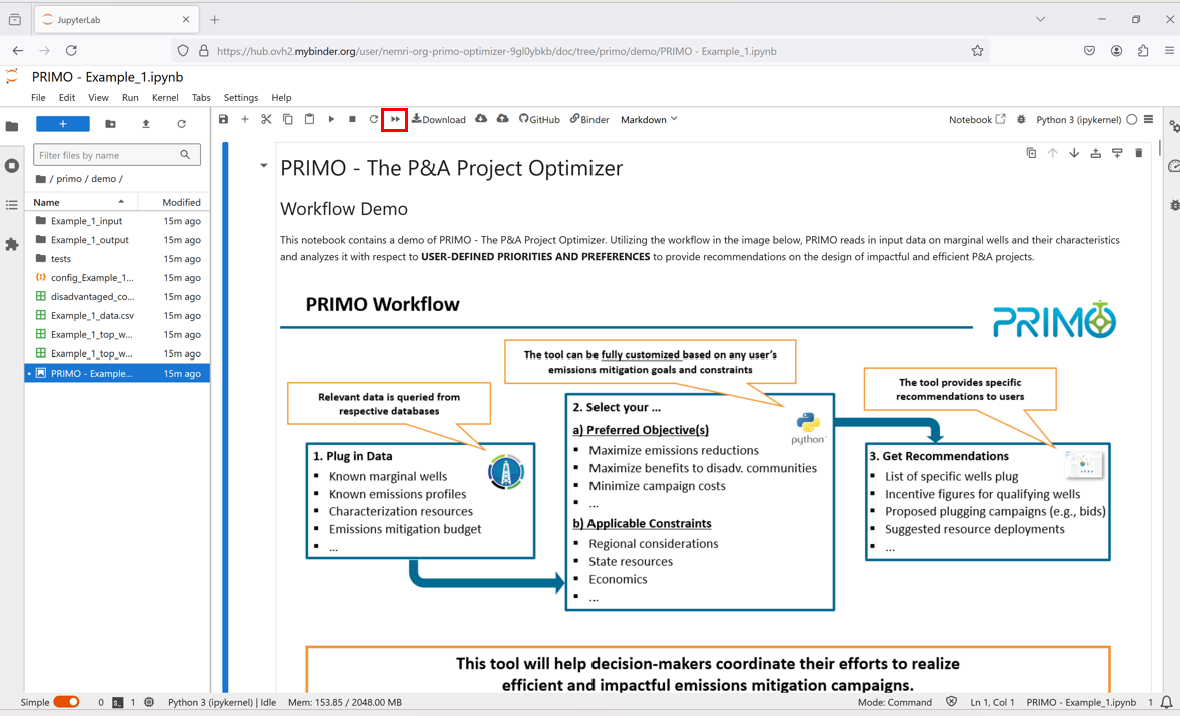 JupyterLab
https://hub.ovh2.mybinder.org/user/nemri-org-primo-optimizer-9gl0ybkb/doc/tree/primo/demo/PRIMO - Example_1.ipynb
PRIMO - Example_1.ipynb
File Edit View Run Kernel Tabs Settings Help
Download GitHub Binder Markdown Notebook Python 3 (ipykernel)
Filter files by name
/ primo / demo /
Name Modified
Example_1_input 15m ago
Example_1_output 15m ago
tests 15m ago
config_Example_1... 15m ago
disadvantaged_co... 15m ago
Example_1_data.csv 15m ago
Example_1_top_w... 15m ago
Example_1_top_w... 15m ago
PRIMO - Example... 15m ago
PRIMO - The P&A Project Optimizer
Workflow Demo
This notebook contains a demo of PRIMO - The P&A Project Optimizer. Utilizing the workflow in the image below, PRIMO reads in input data on marginal wells and their characteristics
and analyzes it with respect to USER-DEFINED PRIORITIES AND PREFERENCES to provide recommendations on the design of impactful and efficient P&A projects.
PRIMO Workflow
PRIMO
The tool can be fully customized based on any user's
emissions mitigation goals and constraints
The tool provides specific
recommendations to users
Relevant data is queried from
respective databases
1. Plug in Data
▪ Known marginal wells
▪ Known emissions profiles
▪ Characterization resources
▪ Emissions mitigation budget
▪ ...
2. Select your ...
python
a) Preferred Objective(s)
▪ Maximize emissions reductions
▪ Maximize benefits to disadv. communities
▪ Minimize campaign costs
▪ ...
b) Applicable Constraints
▪ Regional considerations
▪ State resources
▪ Economics
▪ ...
3. Get Recommendations
▪ List of specific wells plug
▪ Incentive figures for qualifying wells
▪ Proposed plugging campaigns (e.g., bids)
▪ Suggested resource deployments
▪ ...
This tool will help decision-makers coordinate their efforts to realize
efficient and impactful emissions mitigation campaigns.
Simple 0 1 Python 3 (ipykernel) | Idle Mem: 153.85 / 2048.00 MB Mode: Command Ln 1, Col 1 PRIMO - Example_1.ipynb 1